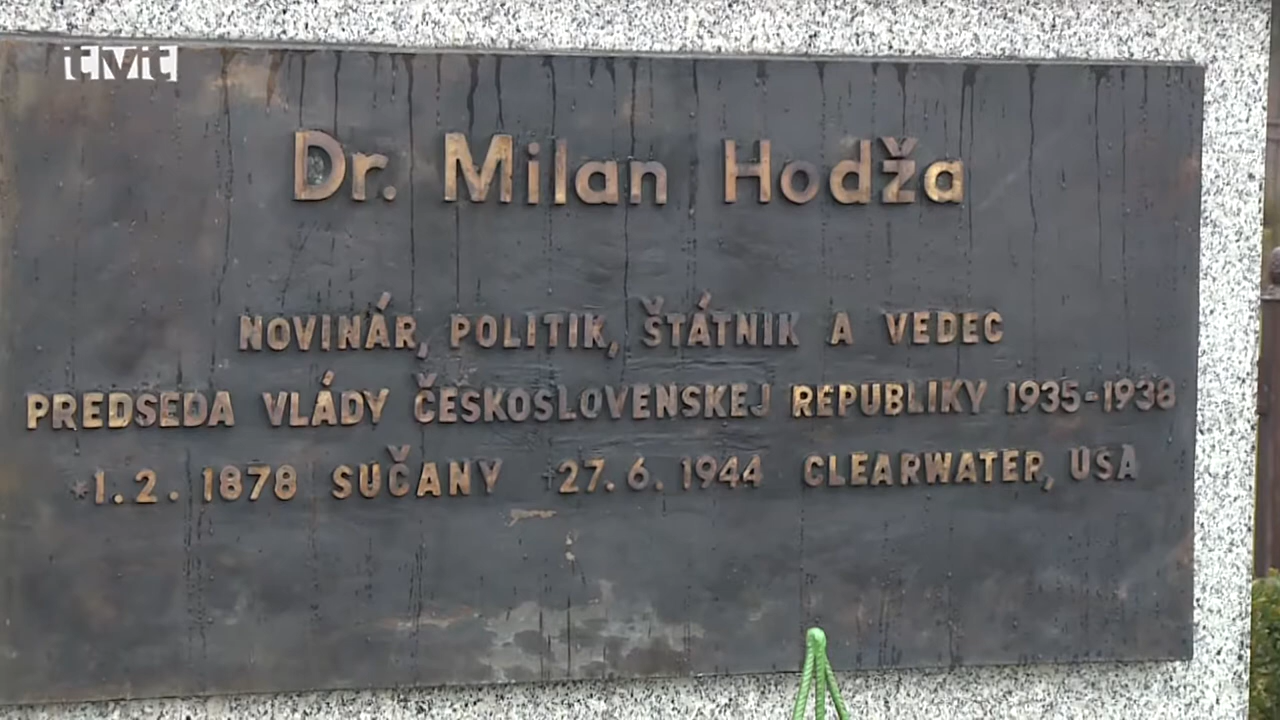 tvit
Dr. Milan Hodža
NOVINÁR, POLITIK, ŠTÁTNIK A VEDEC
PREDSEDA VLÁDY ČESKOSLOVENSKEJ REPUBLIKY 1935-1938
*1.2. 1878 SUČANY †27.6.1944 CLEARWATER, USA